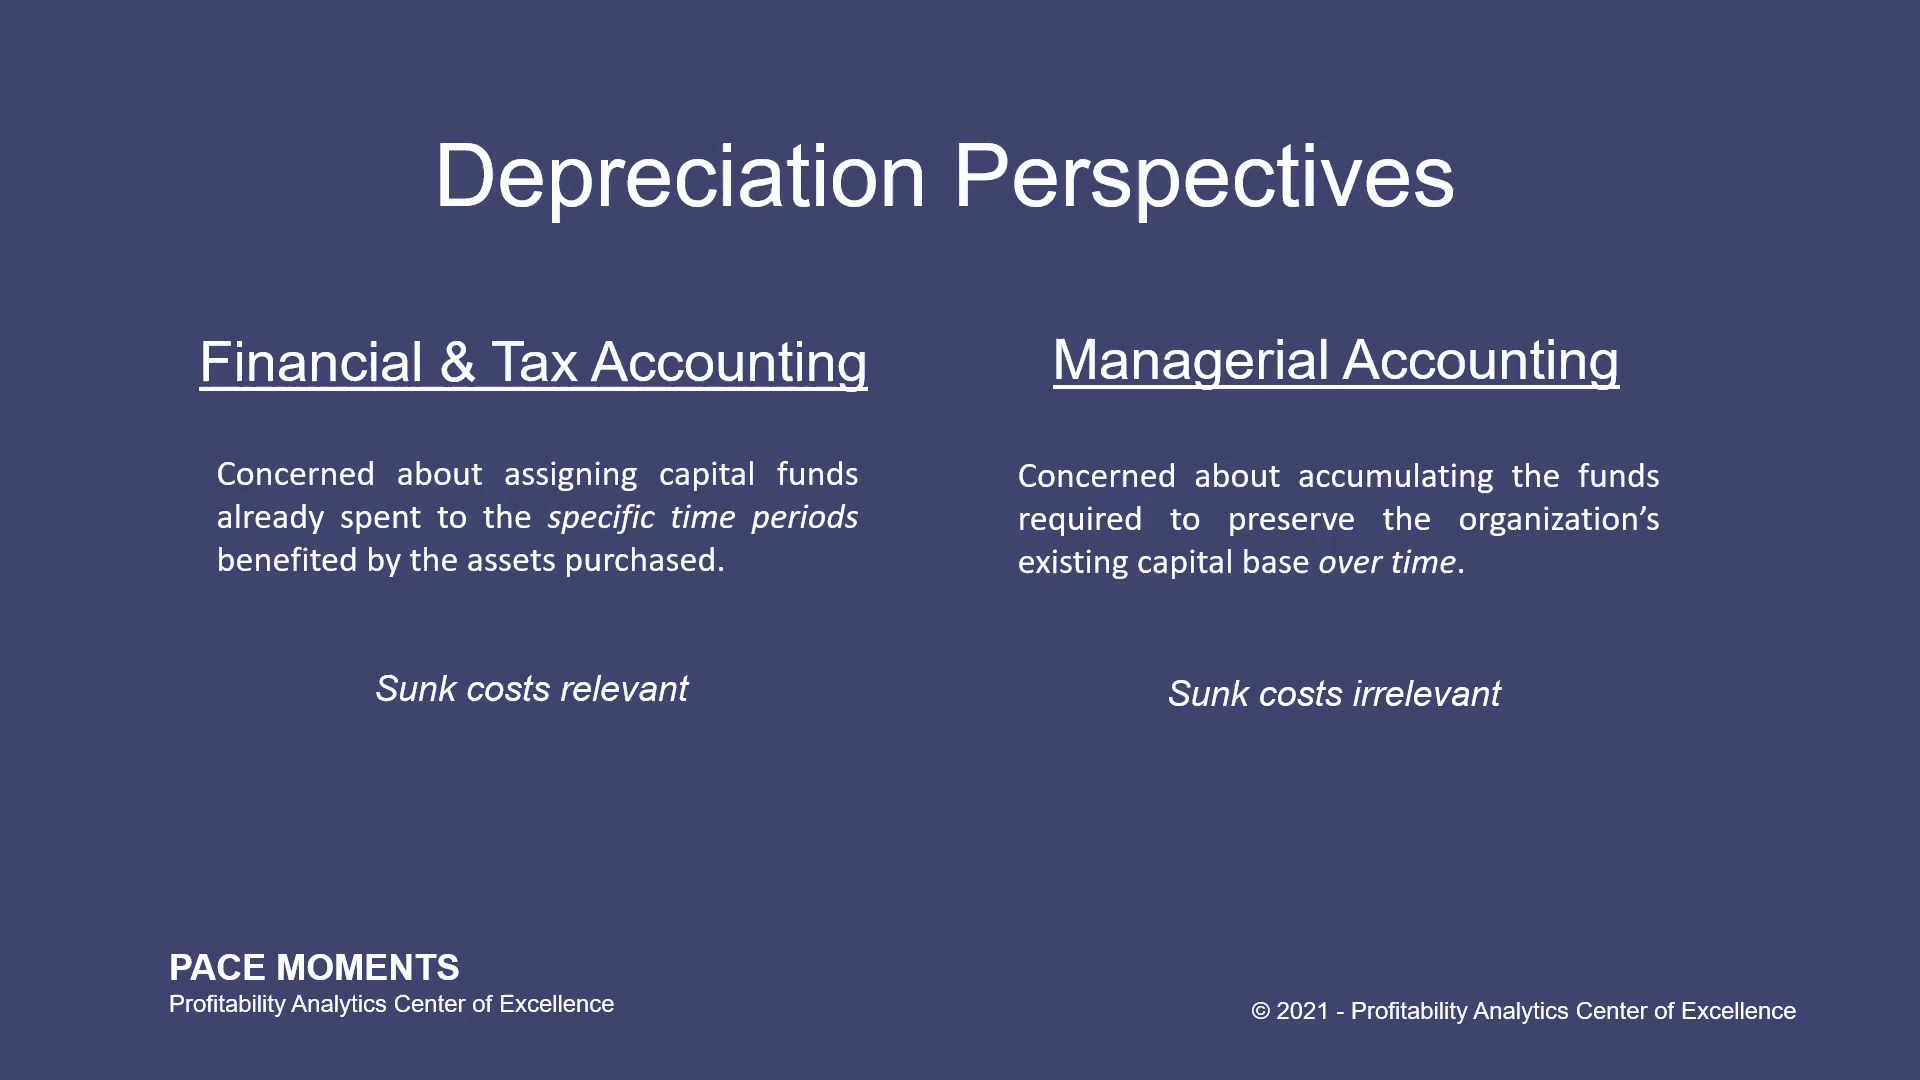 Depreciation Perspectives
Financial & Tax Accounting
Concerned about assigning capital funds
already spent to the specific time periods
benefited by the assets purchased.
Sunk costs relevant
Managerial Accounting
Concerned about accumulating the funds
required to preserve the organization’s
existing capital base over time.
Sunk costs irrelevant
PACE MOMENTS
Profitability Analytics Center of Excellence
© 2021 - Profitability Analytics Center of Excellence